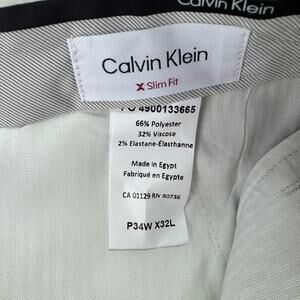 Calvin Klein
Calvin Klein
X Slim Fit
4900133665
66% Polyester
32% Viscose
2% Elastane-Élasthanne
Made in Egypt
Fabriqué en Egypte
CA 01129 RN 90736
P34W X32L